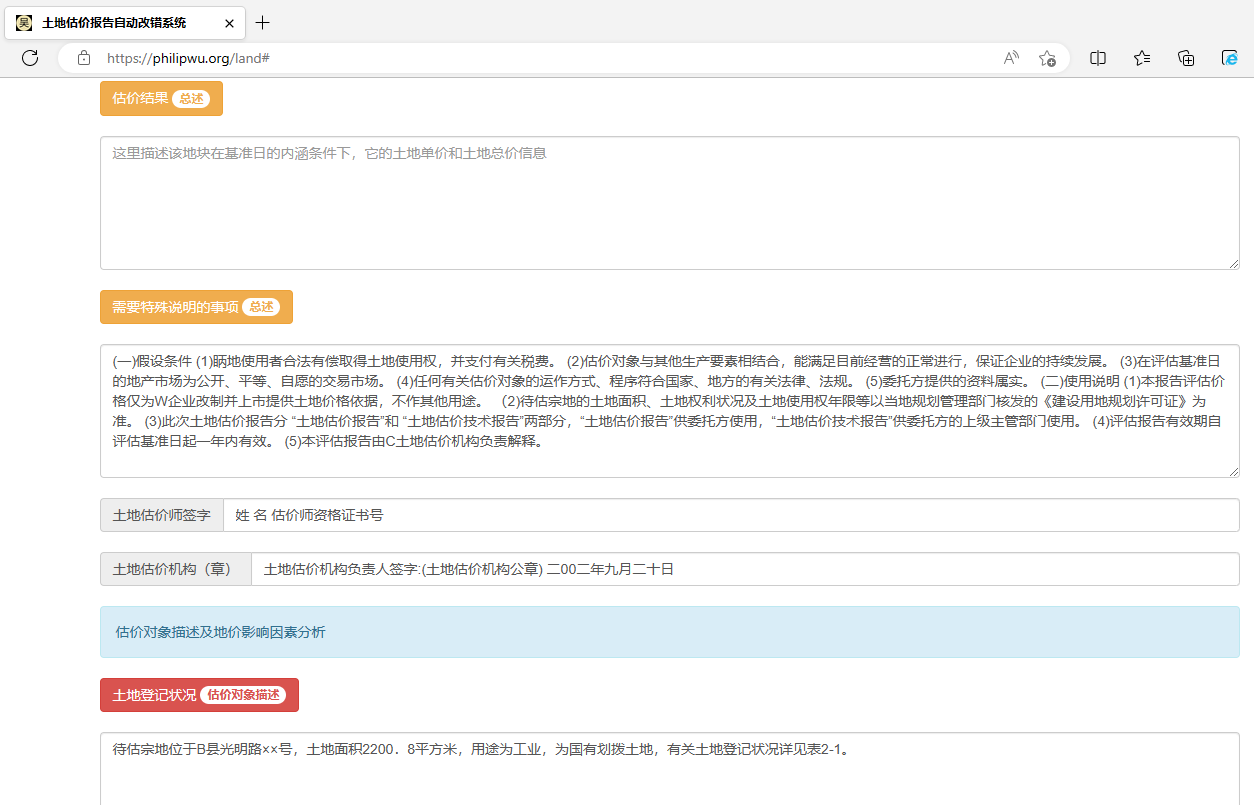 土地估价报告自动改错系统
https://philipwu.org/land#
估价结果 总述
这里描述该地块在基准日的内涵条件下，它的土地单价和土地总价信息
需要特殊说明的事项 总述
(一)假设条件 (1)眪地使用者合法有偿取得土地使用权，并支付有关税费。 (2)估价对象与其他生产要素相结合，能满足目前经营的正常进行，保证企业的持续发展。 (3)在评估基准日
的地产市场为公开、平等、自愿的交易市场。 (4)任何有关估价对象的运作方式、程序符合国家、地方的有关法律、法规。 (5)委托方提供的资料属实。 (二)使用说明 (1)本报告评估价
格仅为W企业改制并上市提供土地价格依据，不作其他用途。 （2)待估宗地的土地面积、土地权利状况及土地使用权年限等以当地规划管理部门核发的《建设用地规划许可证》为
准。 (3)此次土地估价报告分 “土地估价报告”和 “土地估价技术报告”两部分，“土地估价报告”供委托方使用，“土地估价技术报告”供委托方的上级主管部门使用。 (4)评估报告有效期自
评估基准日起一年内有效。 (5)本评估报告由C土地估价机构负责解释。
土地估价师签字 姓 名 估价师资格证书号
土地估价机构（章） 土地估价机构负责人签字:(土地估价机构公章) 二00二年九月二十日
估价对象描述及地价影响因素分析
土地登记状况 估价对象描述
待估宗地位于B县光明路××号，土地面积2200．8平方米，用途为工业，为国有划拨土地，有关土地登记状况详见表2-1。